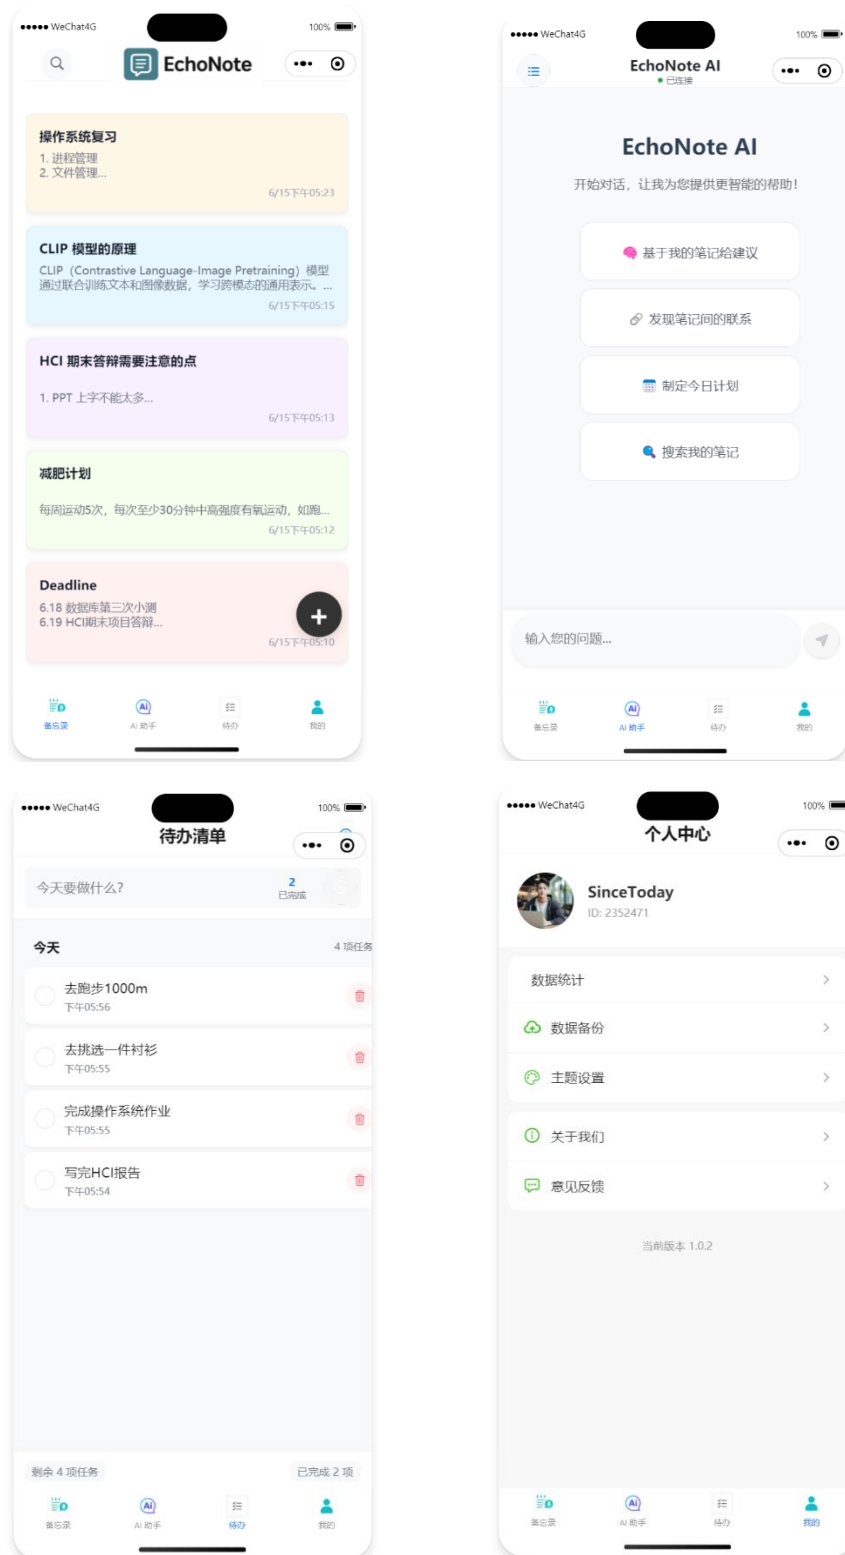 WeChat4G
100%
EchoNote
操作系统复习
1. 进程管理
2. 文件管理...
6/15下午05:23
CLIP 模型的原理
CLIP（Contrastive Language-Image Pretraining）模型
通过联合训练文本和图像数据，学习跨模态的通用表示。...
6/15下午05:15
HCI 期末答辩需要注意的点
1. PPT 上字不能太多...
6/15下午05:13
减肥计划
每周运动5次，每次至少30分钟中高强度有氧运动，如跑...
6/15下午05:12
Deadline
6.18 数据库第三次小测
6.19 HCI期末项目答辩...
6/15下午05:10
备忘录
AI 助手
待办
我的
WeChat4G
100%
EchoNote AI
已连接
EchoNote AI
开始对话，让我为您提供更智能的帮助！
基于我的笔记给建议
发现笔记间的联系
制定今日计划
搜索我的笔记
输入您的问题...
备忘录
AI 助手
待办
我的
WeChat4G
100%
待办清单
今天要做什么?
2
已完成
今天
4 项任务
去跑步1000m
下午05:56
去挑选一件衬衫
下午05:55
完成操作系统作业
下午05:55
写完HCI报告
下午05:54
剩余 4 项任务
已完成 2 项
备忘录
AI 助手
待办
我的
WeChat4G
100%
个人中心
SinceToday
ID: 2352471
数据统计
数据备份
主题设置
关于我们
意见反馈
当前版本 1.0.2
备忘录
AI 助手
待办
我的